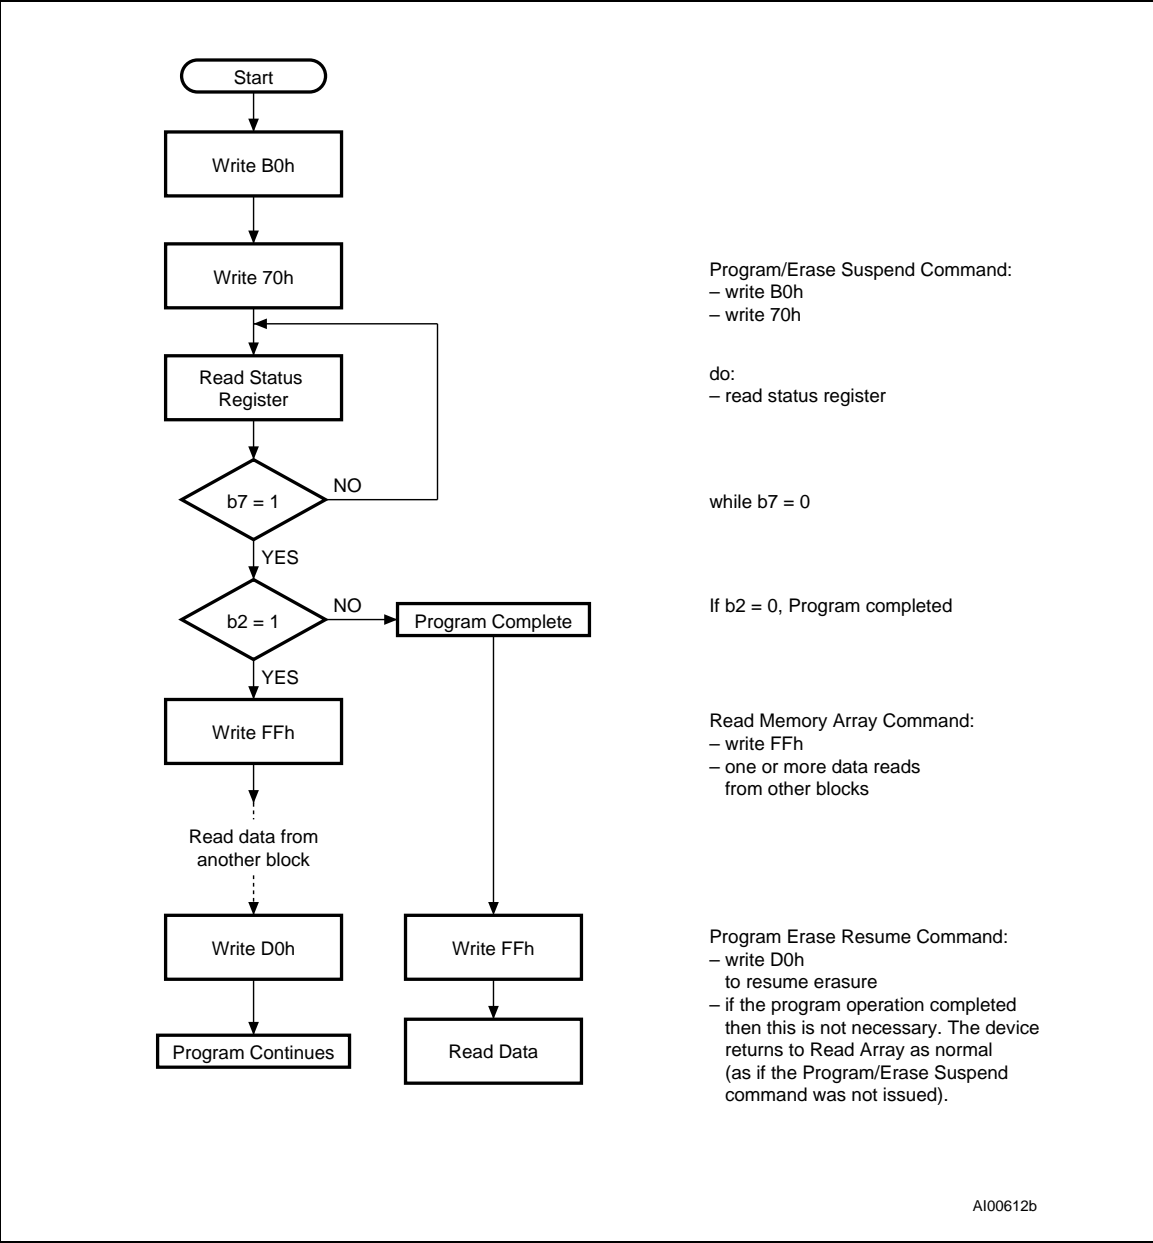 Start
Write B0h
Write 70h
Read Status
Register
b7 = 1
NO
YES
b2 = 1
NO
Program Complete
YES
Write FFh
Read data from
another block
Write D0h
Write FFh
Program Continues
Read Data
Program/Erase Suspend Command:
– write B0h
– write 70h
do:
– read status register
while b7 = 0
If b2 = 0, Program completed
Read Memory Array Command:
– write FFh
– one or more data reads
from other blocks
Program Erase Resume Command:
– write D0h
to resume erasure
– if the program operation completed
then this is not necessary. The device
returns to Read Array as normal
(as if the Program/Erase Suspend
command was not issued).
AI00612b